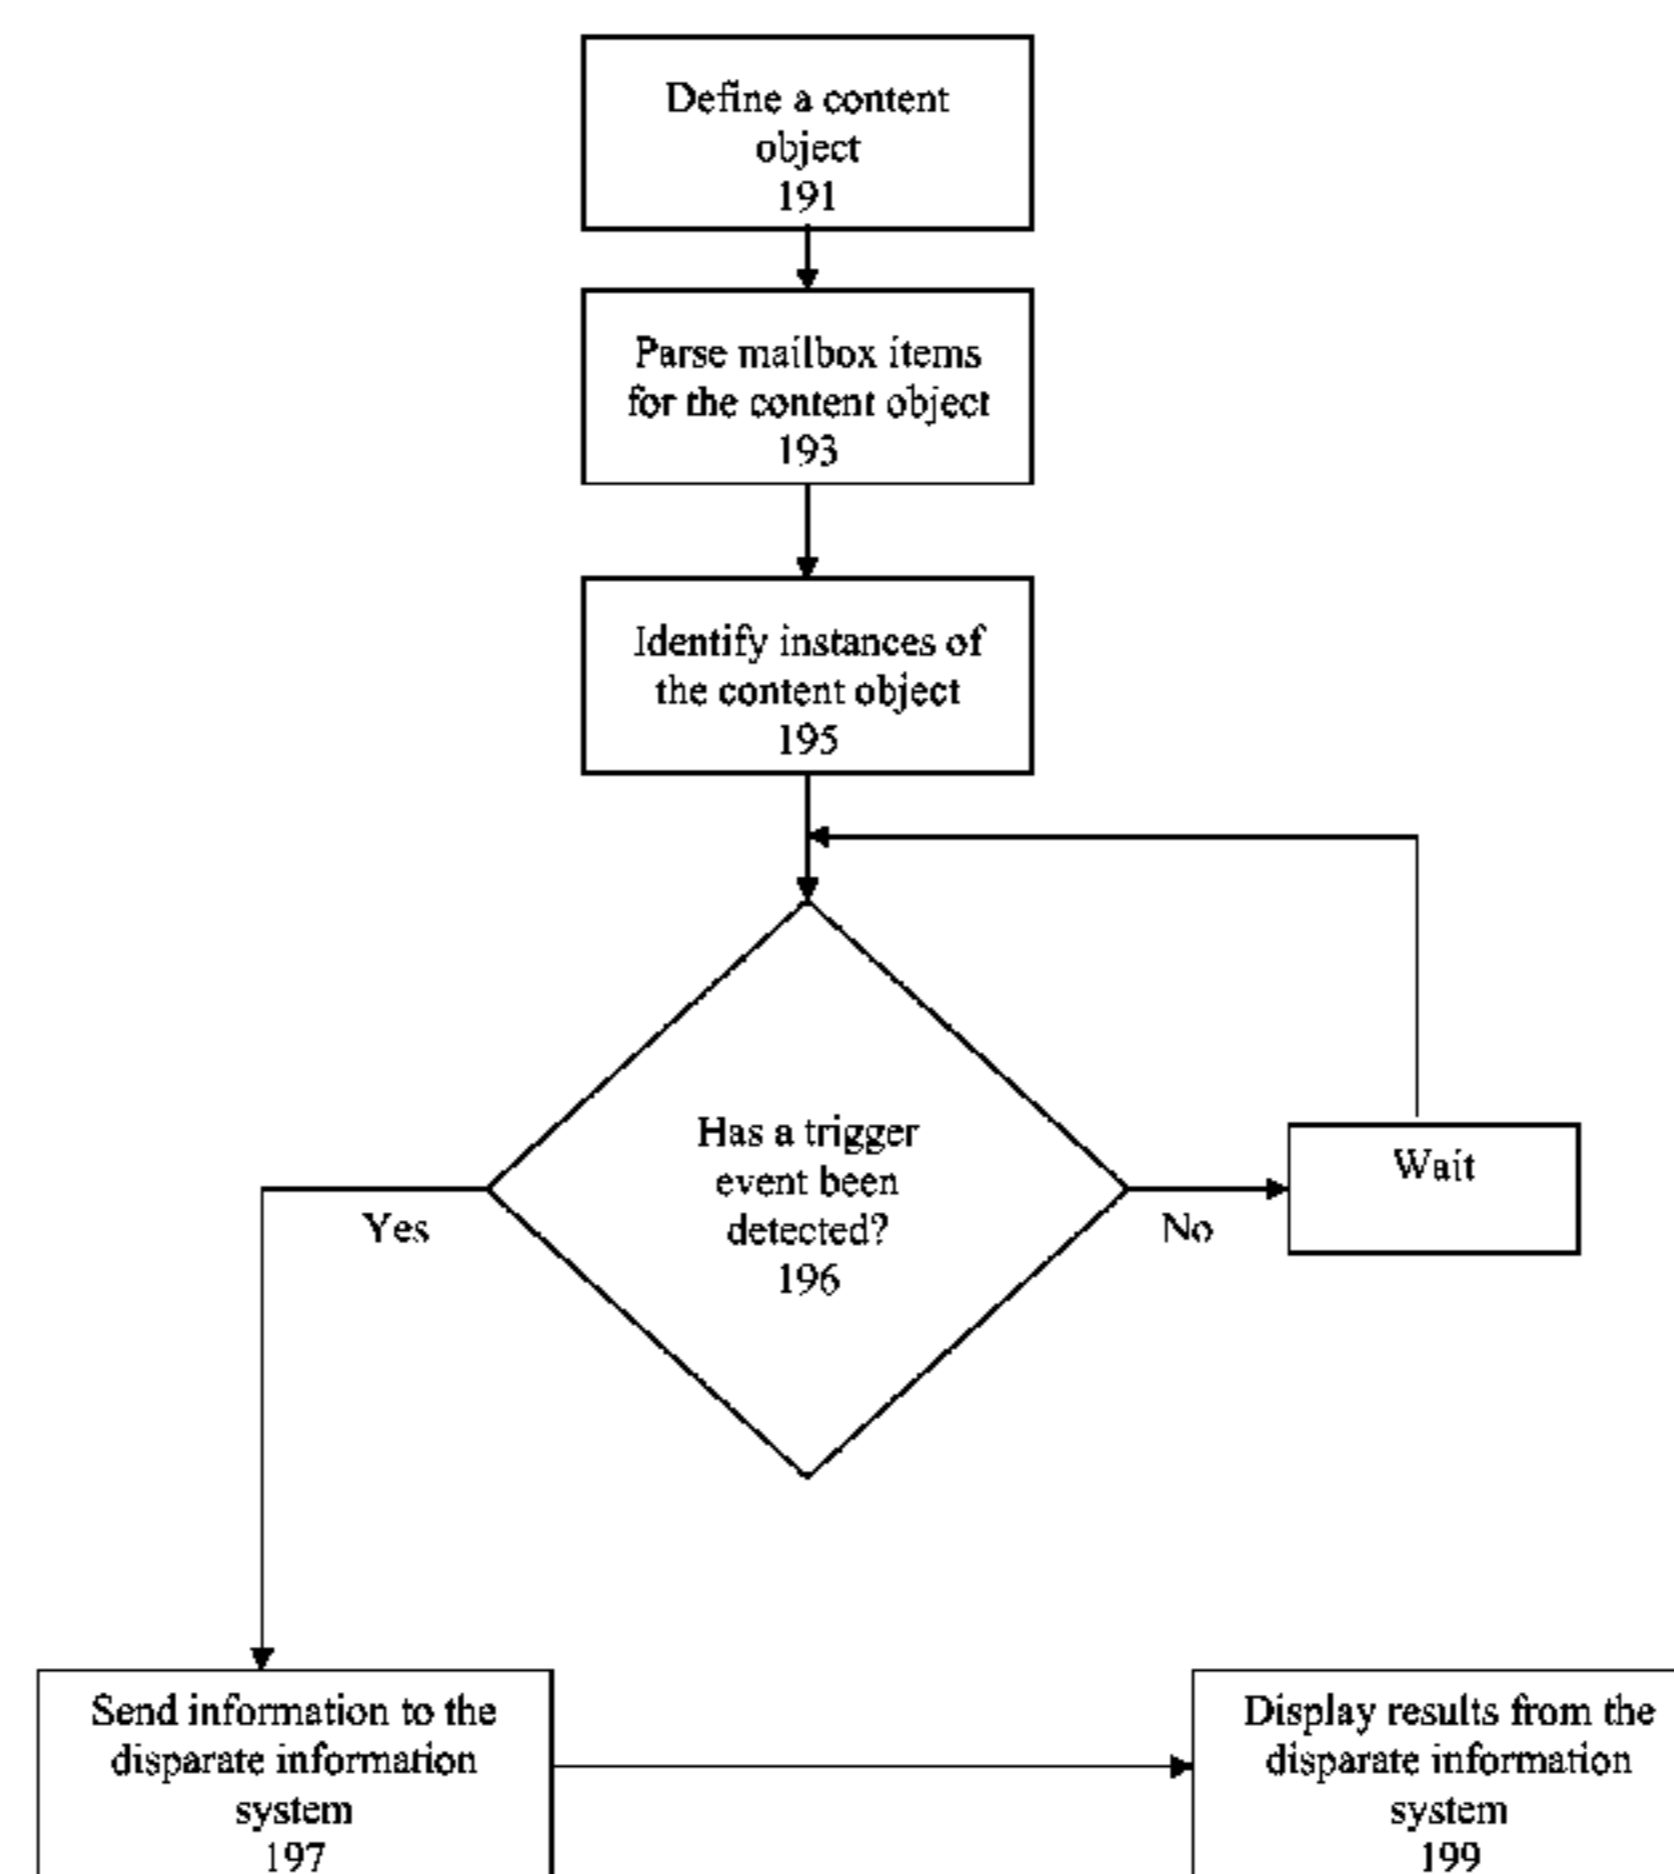 Define a content
object
191
Parse mailbox items
for the content object
193
Identify instances of
the content object
195
Has a trigger
event been
detected?
196
Yes
No
Wait
Send information to the
disparate information
system
197
Display results from the
disparate information
system
199